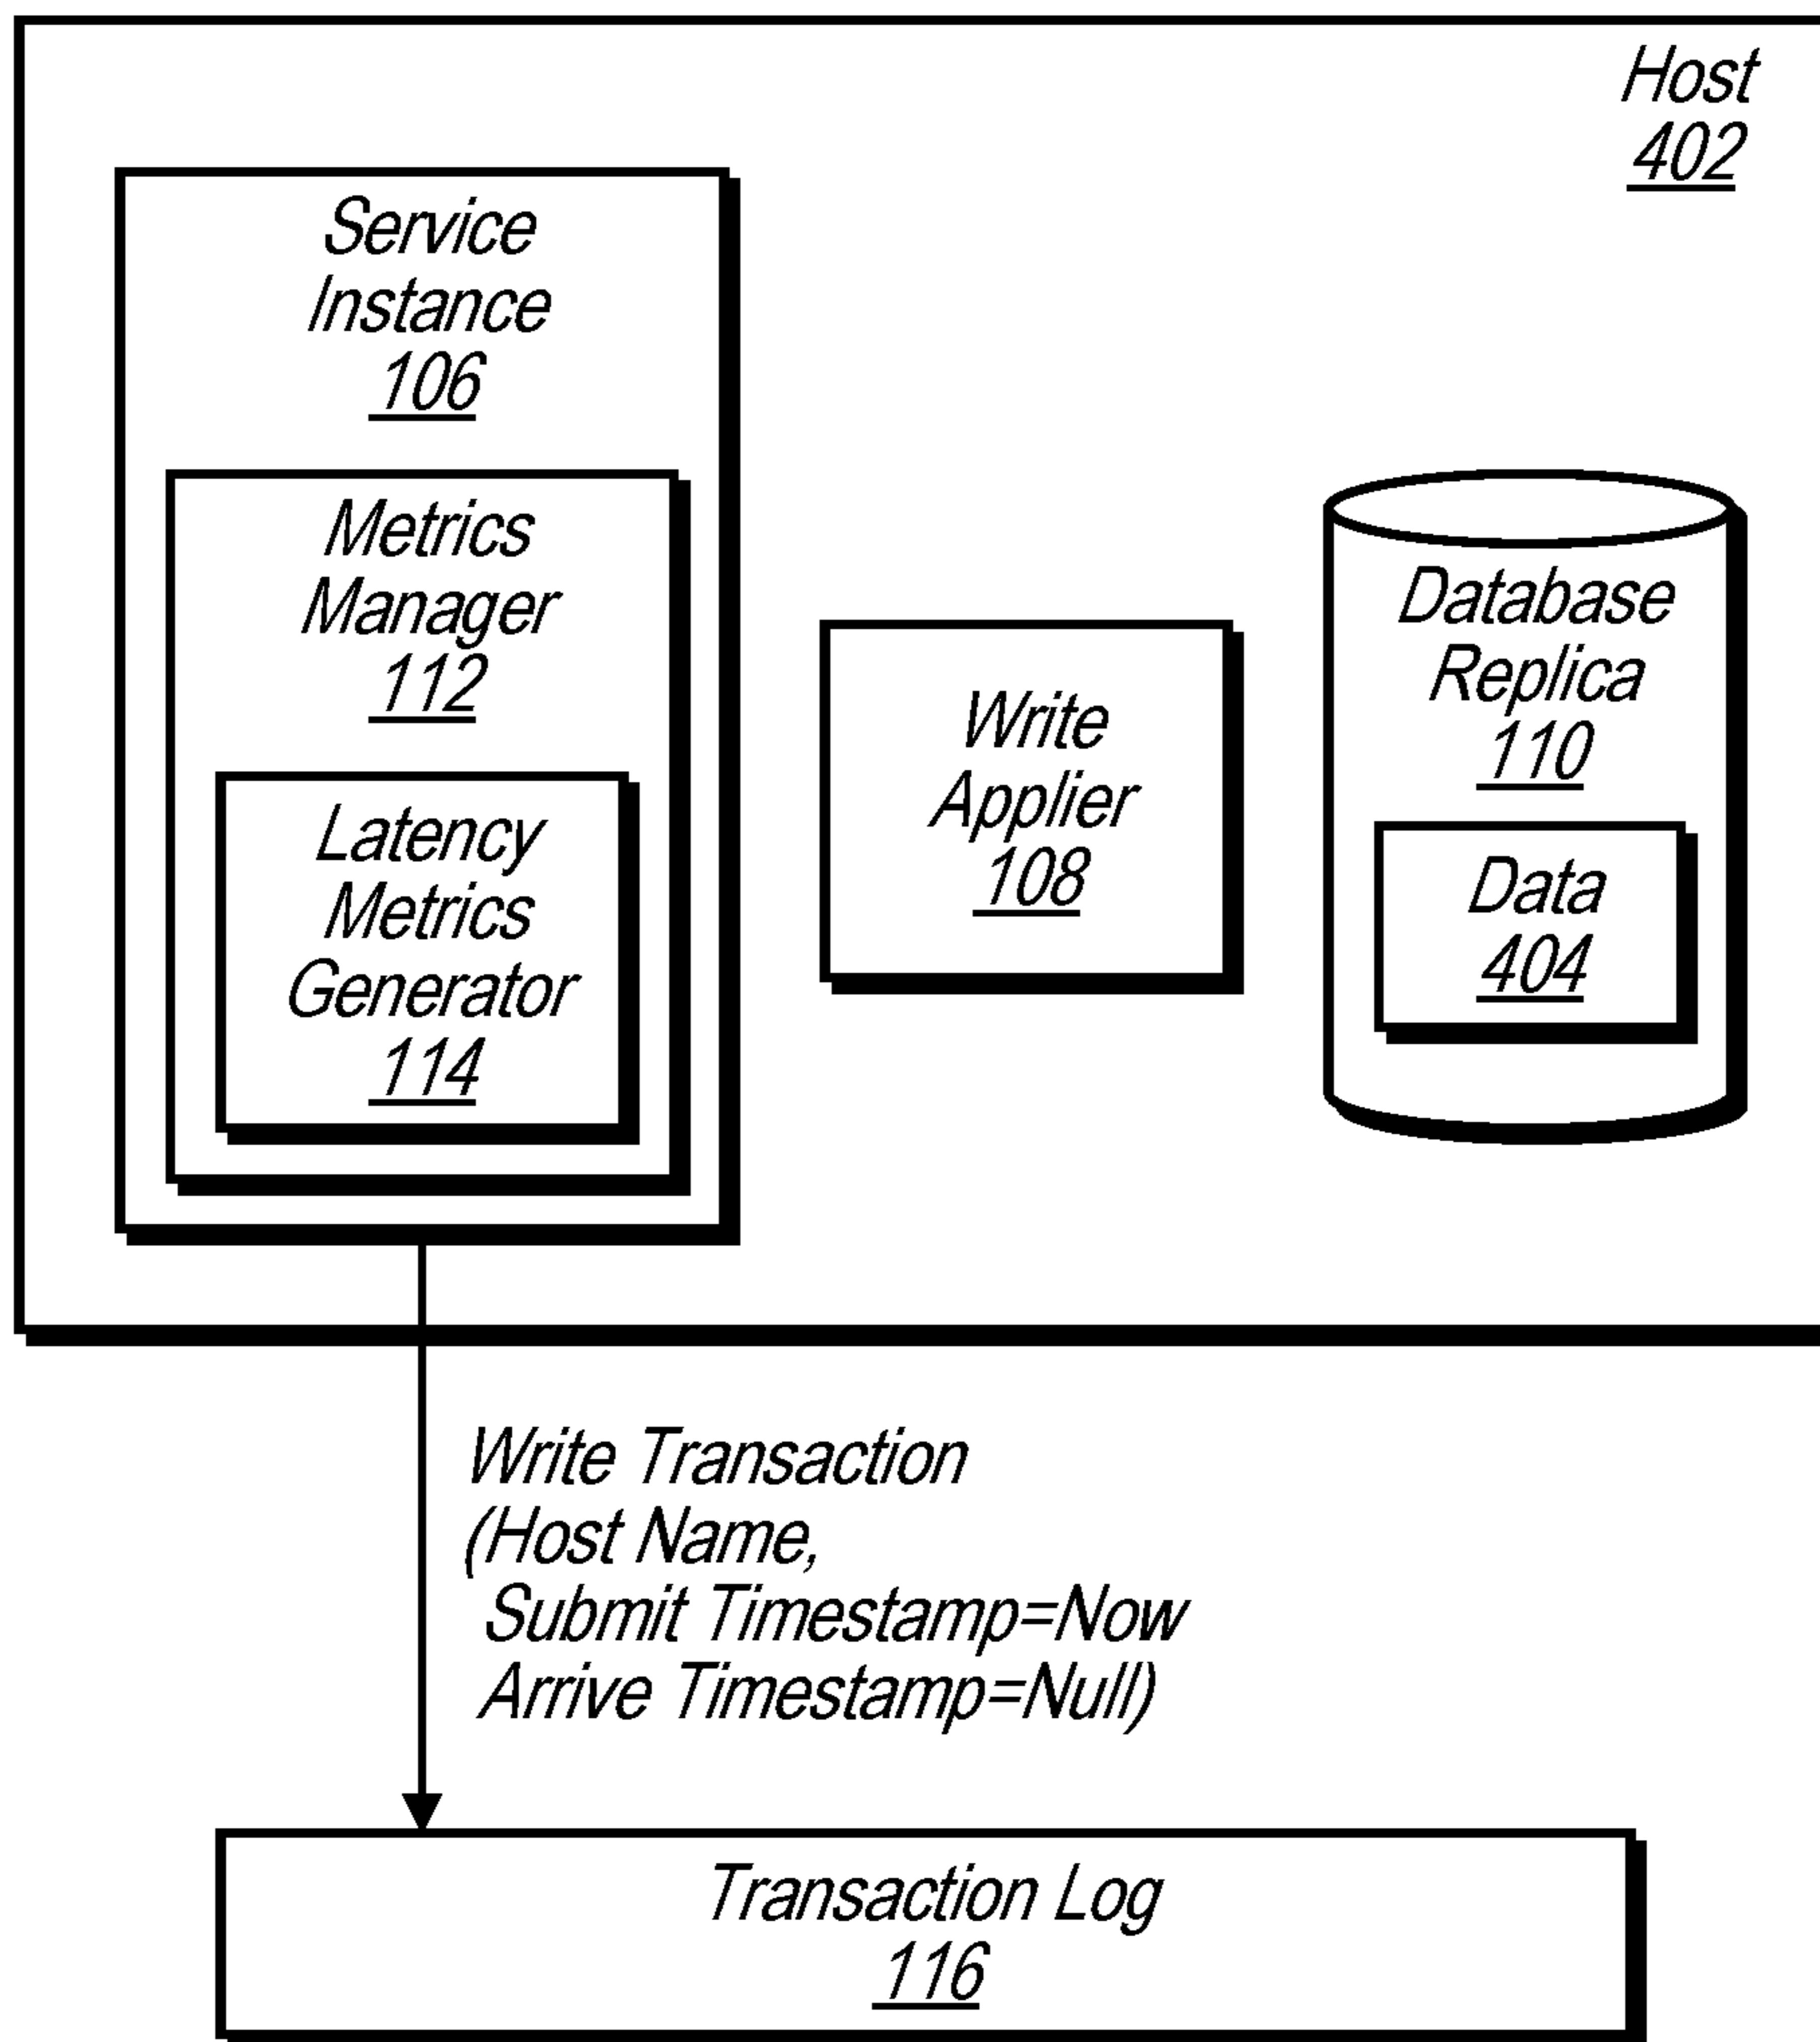 Host
402
Service
Instance
106
Metrics
Manager
112
Latency
Metrics
Generator
114
Write
Applier
108
Database
Replica
110
Data
404
Write Transaction
(Host Name,
Submit Timestamp=Now
Arrive Timestamp=Null)
Transaction Log
116